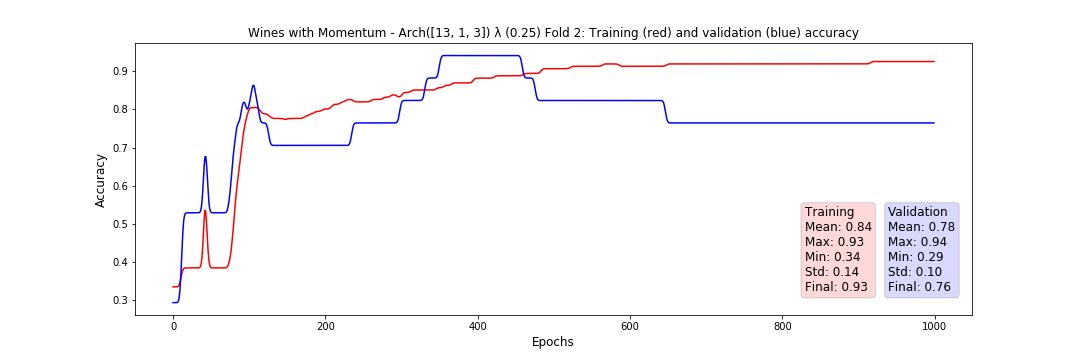 Wines with Momentum - Arch([13, 1, 3]) λ (0.25) Fold 2: Training (red) and validation (blue) accuracy
Accuracy
0.9
0.8
0.7
0.6
0.5
0.4
0.3
Training
Mean: 0.84
Max: 0.93
Min: 0.34
Std: 0.14
Final: 0.93
Validation
Mean: 0.78
Max: 0.94
Min: 0.29
Std: 0.10
Final: 0.76
0
200
400
600
800
1000
Epochs